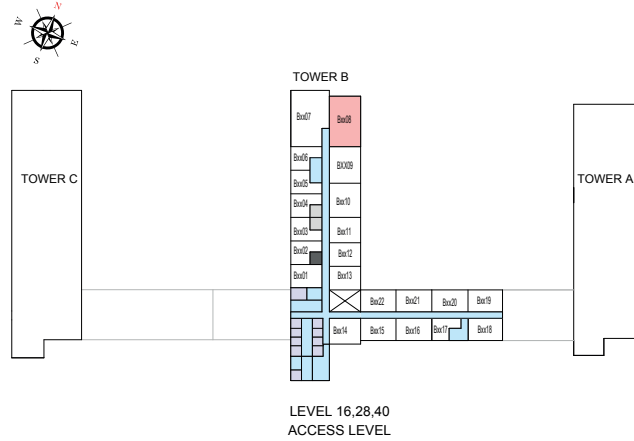 N
W
E
S
TOWER B
Bxx07
Bxx08
Bxx06
BXX09
Bxx05
TOWER C
TOWER A
Bxx04
Bxx10
Bxx03
Bxx11
Bxx02
Bxx12
Bxx01
Bxx13
Bxx22
Bxx21
Bxx20
Bxx19
Bxx14
Bxx15
Bxx16
Bxx17
Bxx18
LEVEL 16,28,40
ACCESS LEVEL